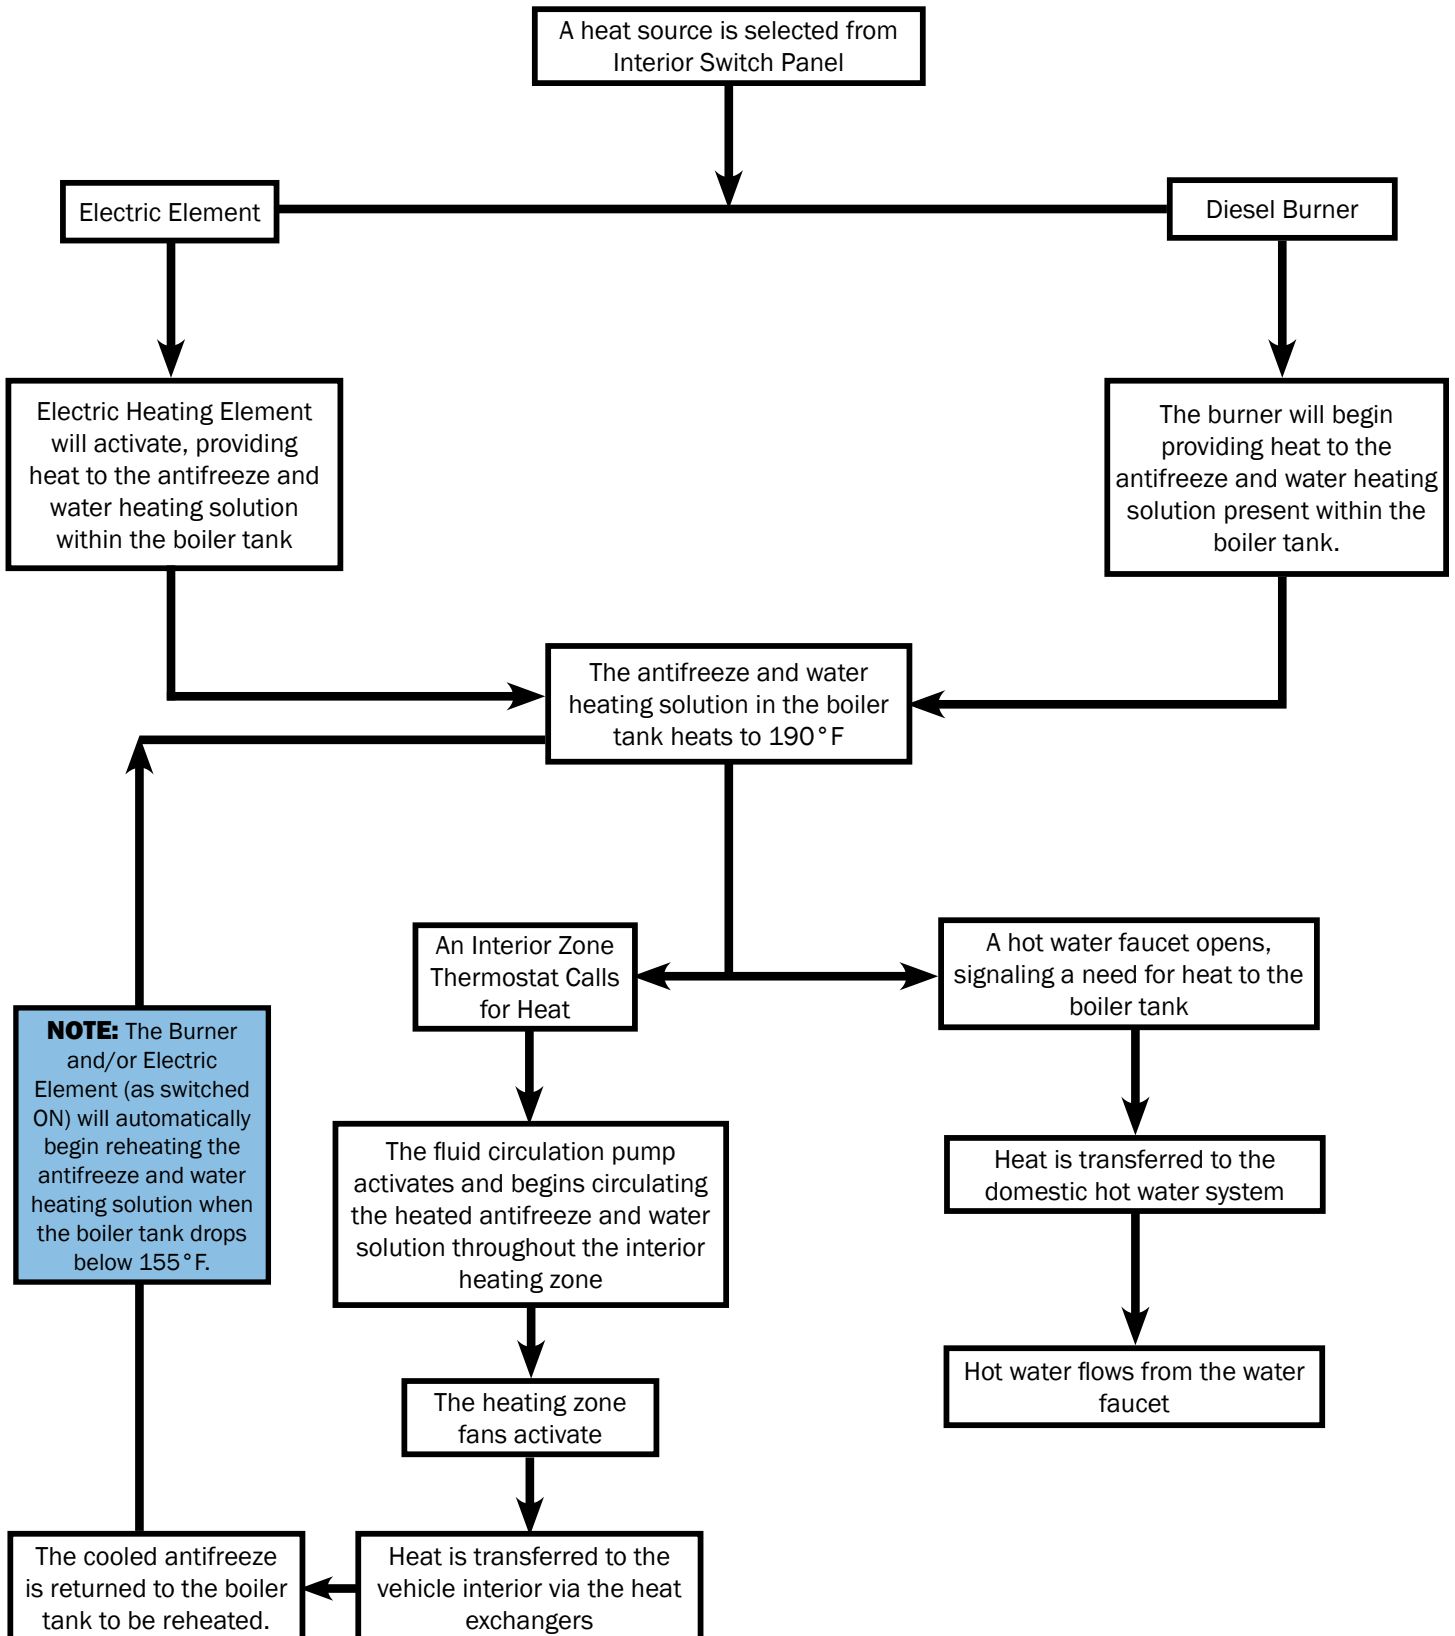 A heat source is selected from
Interior Switch Panel
Electric Element
Diesel Burner
Electric Heating Element
will activate, providing
heat to the antifreeze and
water heating solution
within the boiler tank
The burner will begin
providing heat to the
antifreeze and water heating
solution present within the
boiler tank.
The antifreeze and water
heating solution in the boiler
tank heats to 190°F
An Interior Zone
Thermostat Calls
for Heat
A hot water faucet opens,
signaling a need for heat to the
boiler tank
NOTE: The Burner
and/or Electric
Element (as switched
ON) will automatically
begin reheating the
antifreeze and water
heating solution when
the boiler tank drops
below 155°F.
The fluid circulation pump
activates and begins circulating
the heated antifreeze and water
solution throughout the interior
heating zone
Heat is transferred to the
domestic hot water system
The heating zone
fans activate
Hot water flows from the water
faucet
The cooled antifreeze
is returned to the boiler
tank to be reheated.
Heat is transferred to the
vehicle interior via the heat
exchangers